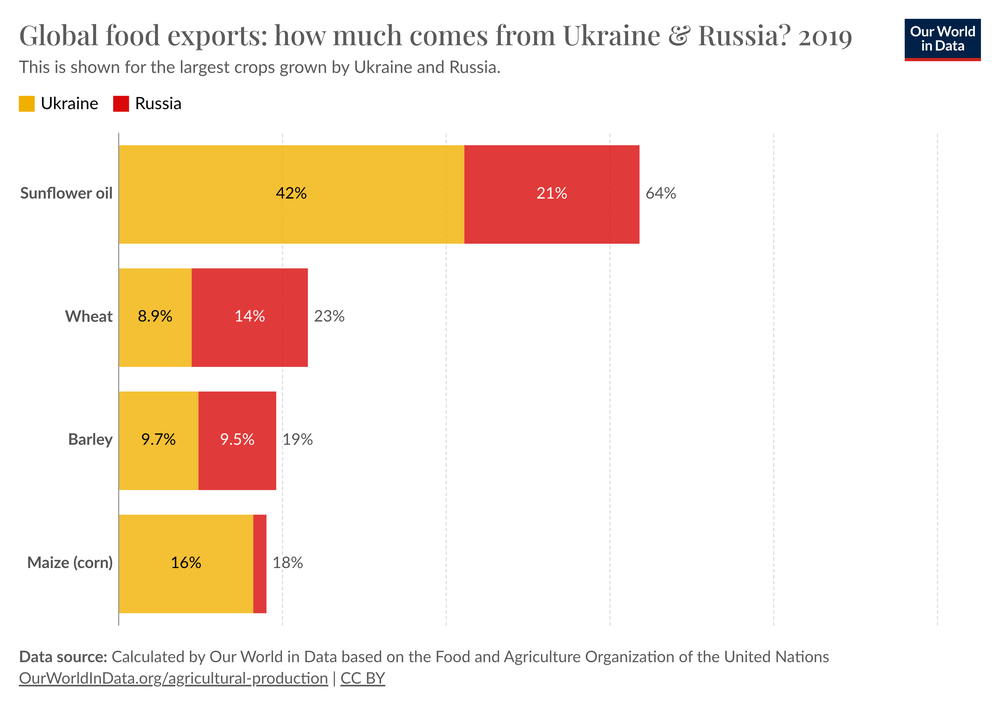 Global food exports: how much comes from Ukraine & Russia? 2019
Our World
in Data
This is shown for the largest crops grown by Ukraine and Russia.
Ukraine Russia
Sunflower oil 42% 21% 64%
Wheat 8.9% 14% 23%
Barley 9.7% 9.5% 19%
Maize (corn) 16% 18%
Data source: Calculated by Our World in Data based on the Food and Agriculture Organization of the United Nations
OurWorldInData.org/agricultural-production | CC BY